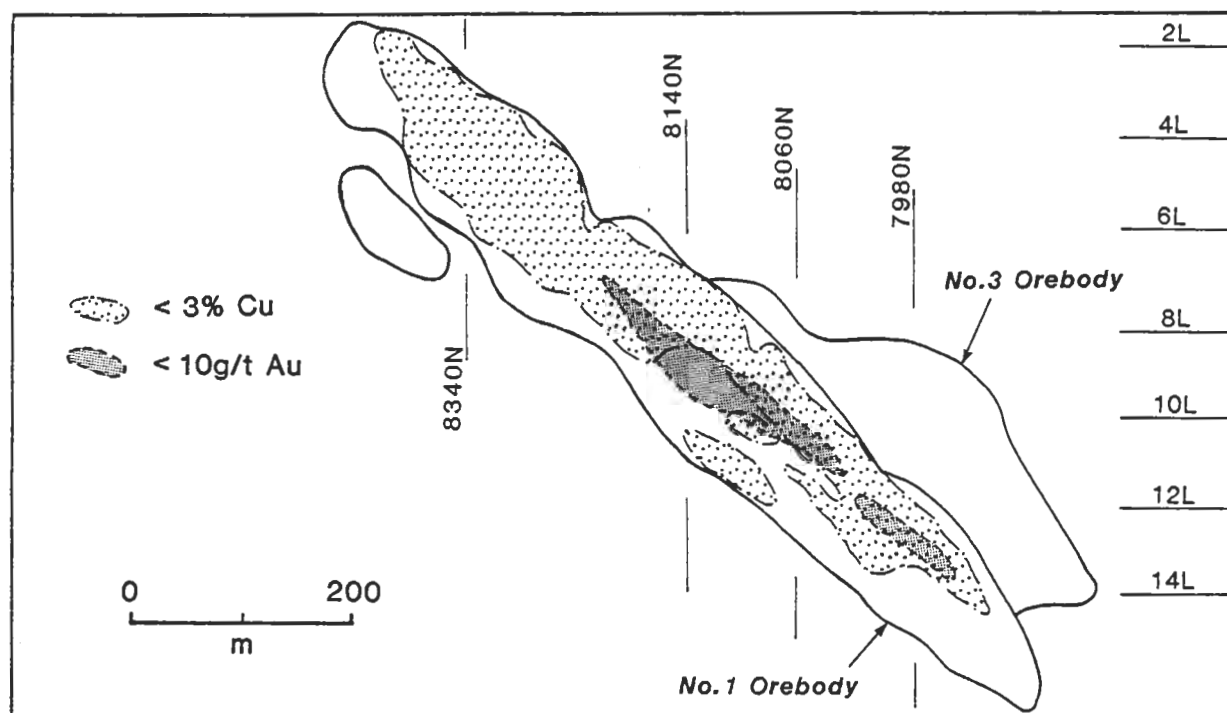 2L
8140N
4L
8060N
7980N
6L
No.3 Orebody
< 3% Cu
8L
< 10g/t Au
8340N
10L
12L
0 200
14L
m
No.1 Orebody